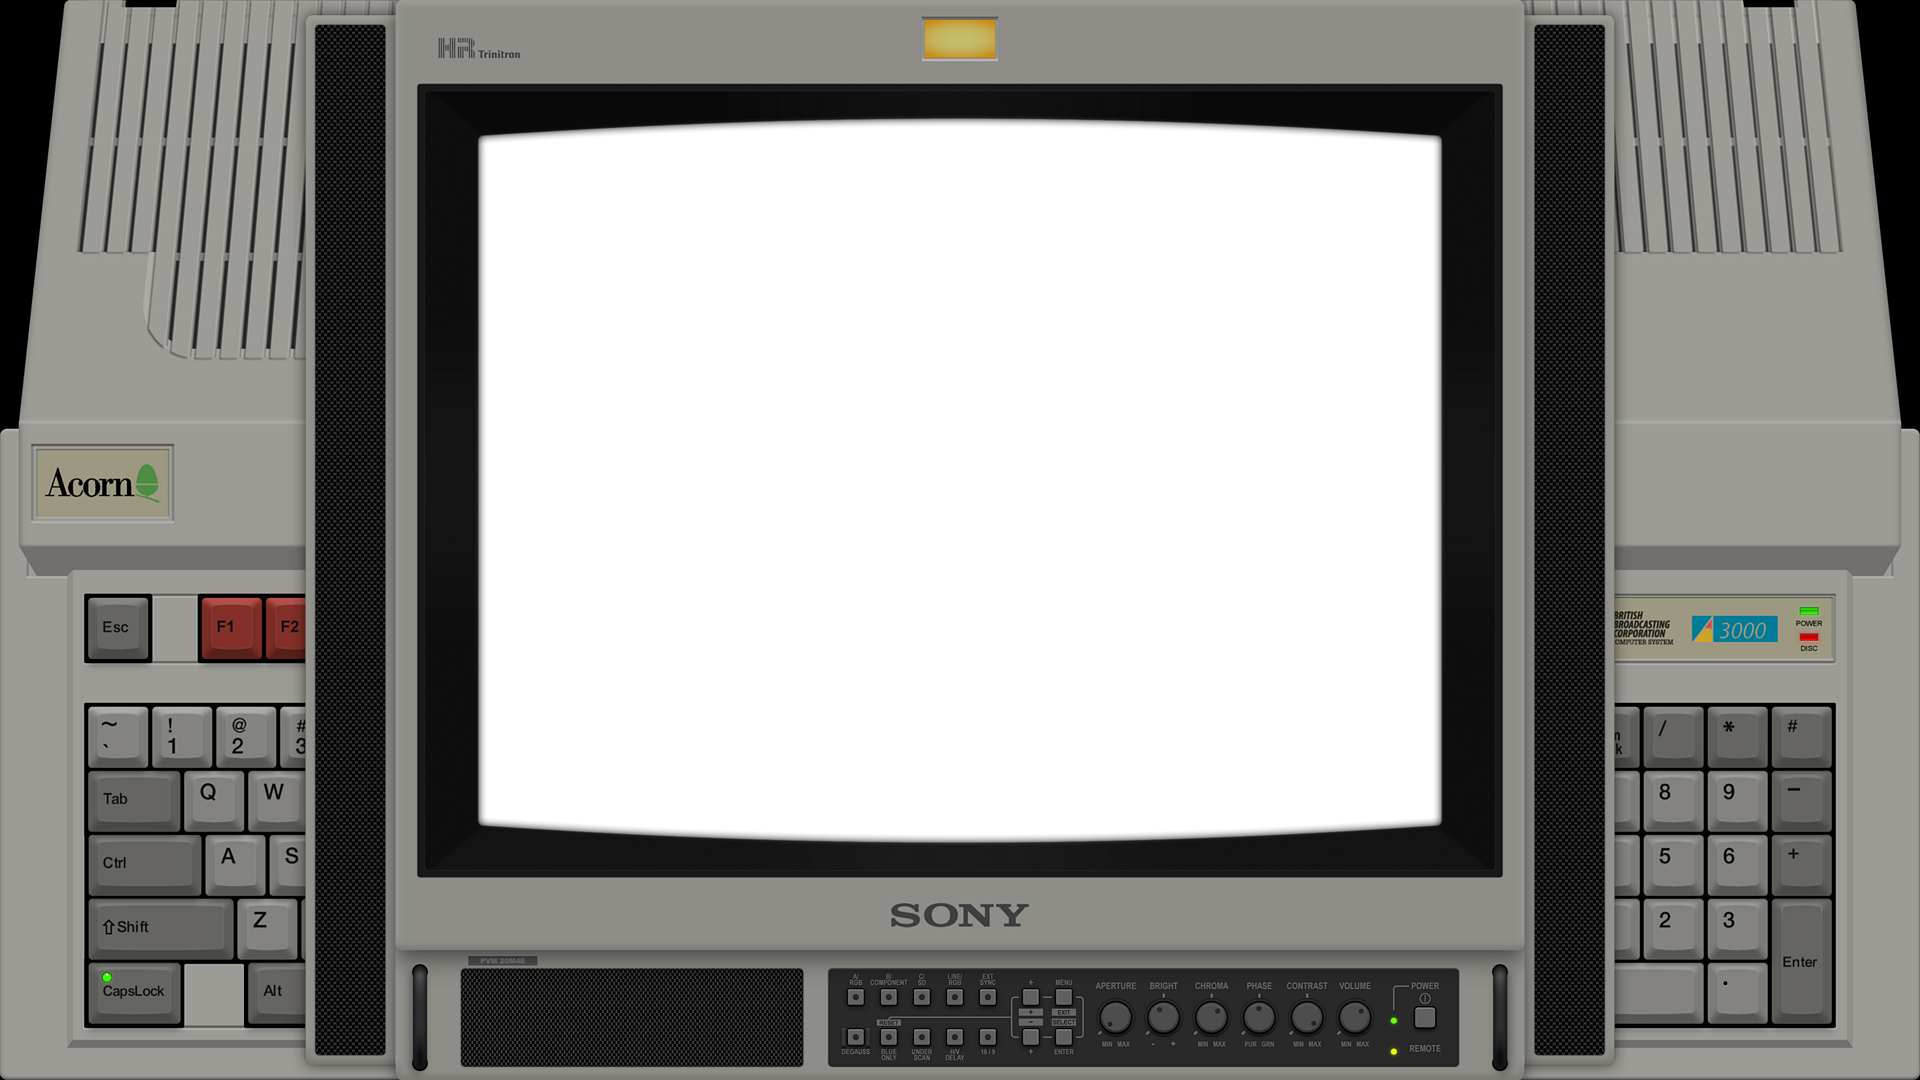 HR Trinitron
Acorn
Esc
F1
F2
~
`
!
1
@
2
#
3
Tab
Q
W
Ctrl
A
S
⇧Shift
Z
CapsLock
Alt
SONY
PVM 20M4E
A/
RGB
B/
COMPONENT
C/
SD
LINE/
RGB
EXT
SYNC
+
MENU
RESET
+
-
EXIT
SELECT
DEGAUSS
BLUE
ONLY
UNDER
SCAN
H/V
DELAY
16 / 9
+
ENTER
APERTURE
BRIGHT
CHROMA
PHASE
CONTRAST
VOLUME
MIN MAX
- +
MIN MAX
PUR GRN
MIN MAX
MIN MAX
POWER
REMOTE
BRITISH
BROADCASTING
CORPORATION
COMPUTER SYSTEM
A 3000
POWER
DISC
/
*
#
8
9
−
5
6
+
2
3
Enter
.